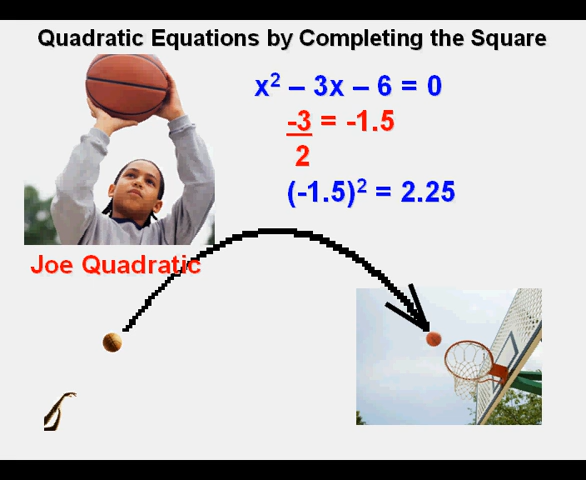 Quadratic Equations by Completing the Square
x² – 3x – 6 = 0
-3 = -1.5
2
(-1.5)² = 2.25
Joe Quadratic